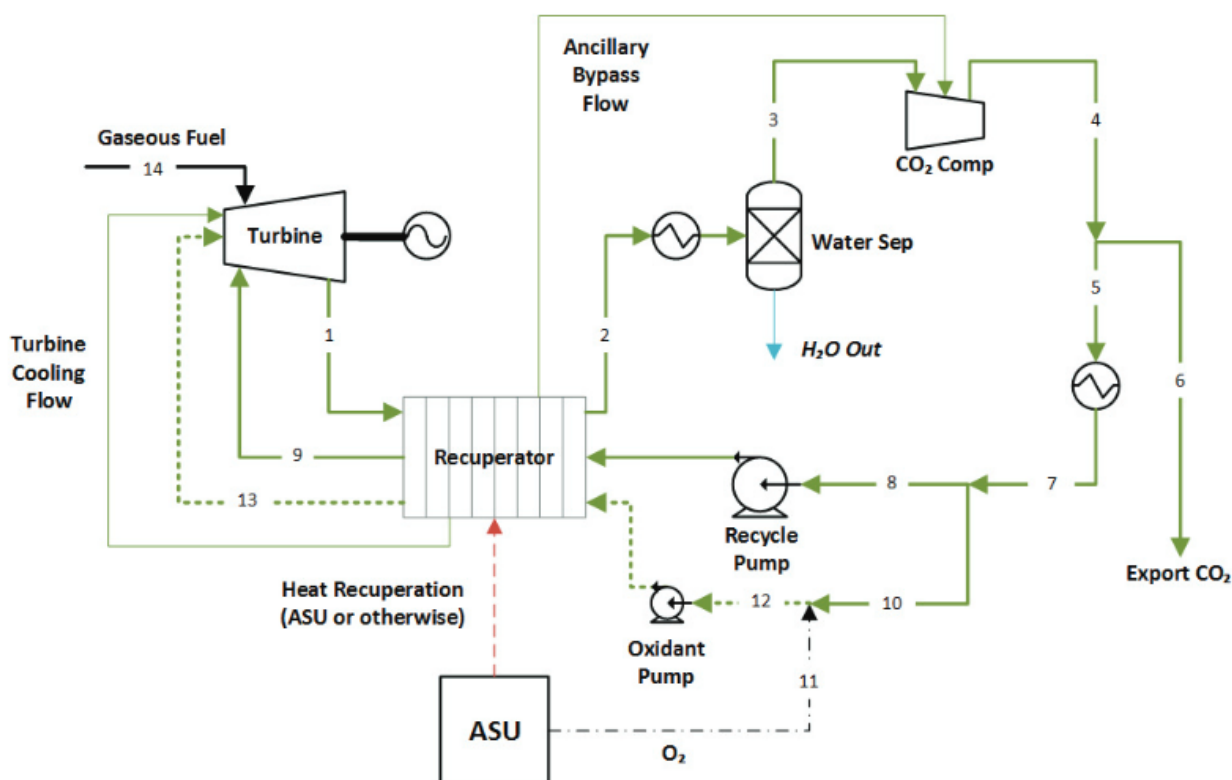 Ancillary
Bypass
Flow
3
4
CO₂ Comp
Gaseous Fuel
14
Turbine
Water Sep
1
2
H₂O Out
5
6
Turbine
Cooling
Flow
9
Recuperator
13
8
7
Recycle
Pump
Export CO₂
Heat Recuperation
(ASU or otherwise)
12
10
Oxidant
Pump
11
ASU
O₂